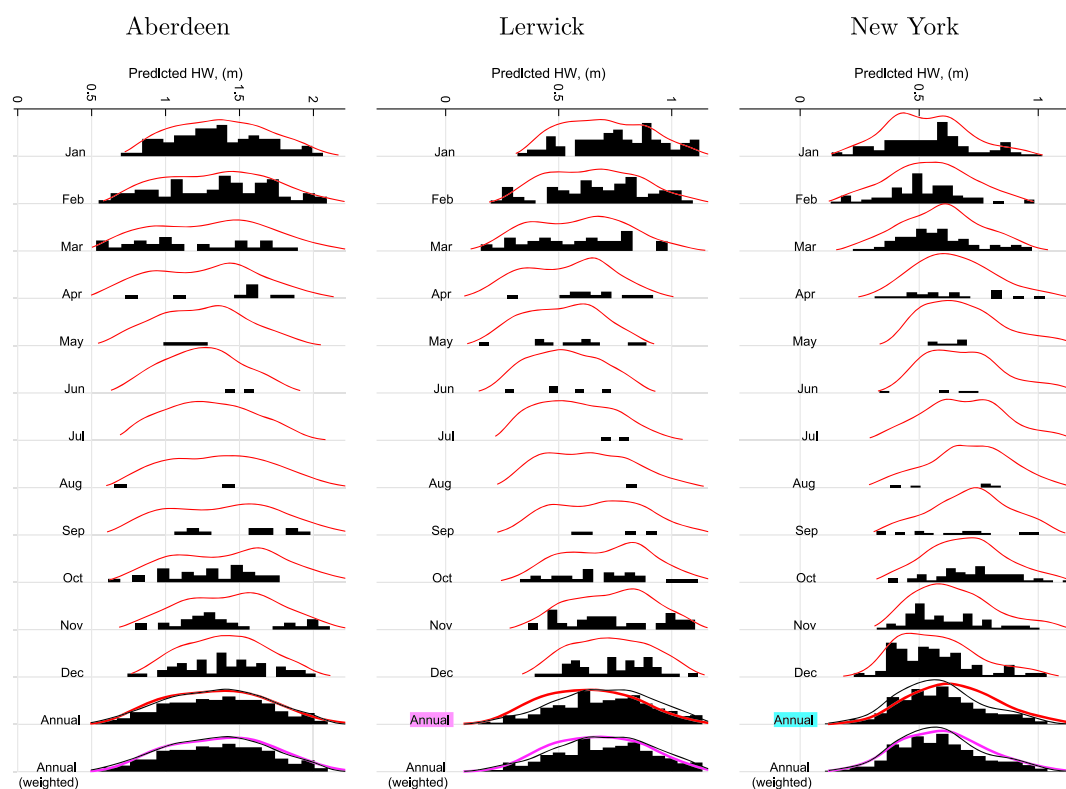 Aberdeen
Lerwick
New York
Predicted HW, (m)
Predicted HW, (m)
Predicted HW, (m)
0
0.5
1
1.5
2
0
0.5
1
0
0.5
1
Jan
Jan
Jan
Feb
Feb
Feb
Mar
Mar
Mar
Apr
Apr
Apr
May
May
May
Jun
Jun
Jun
Jul
Jul
Jul
Aug
Aug
Aug
Sep
Sep
Sep
Oct
Oct
Oct
Nov
Nov
Nov
Dec
Dec
Dec
Annual
Annual
Annual
Annual
(weighted)
Annual
(weighted)
Annual
(weighted)